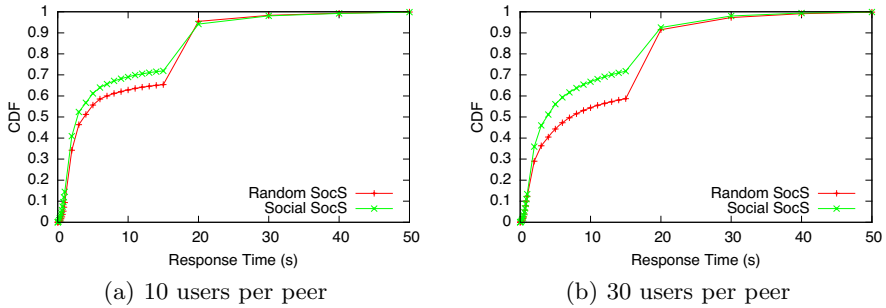 1
0.9
0.8
0.7
0.6
0.5
0.4
0.3
0.2
0.1
0
CDF
0 10 20 30 40 50
Response Time (s)
Random SocS
Social SocS
(a) 10 users per peer
1
0.9
0.8
0.7
0.6
0.5
0.4
0.3
0.2
0.1
0
CDF
0 10 20 30 40 50
Response Time (s)
Random SocS
Social SocS
(b) 30 users per peer